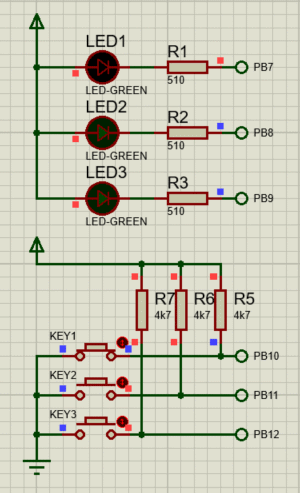 LED1
R1
PB7
LED-GREEN
510
LED2
R2
PB8
LED-GREEN
510
LED3
R3
PB9
LED-GREEN
510
R7
R6
R5
4k7
4k7
4k7
KEY1
PB10
KEY2
PB11
KEY3
PB12